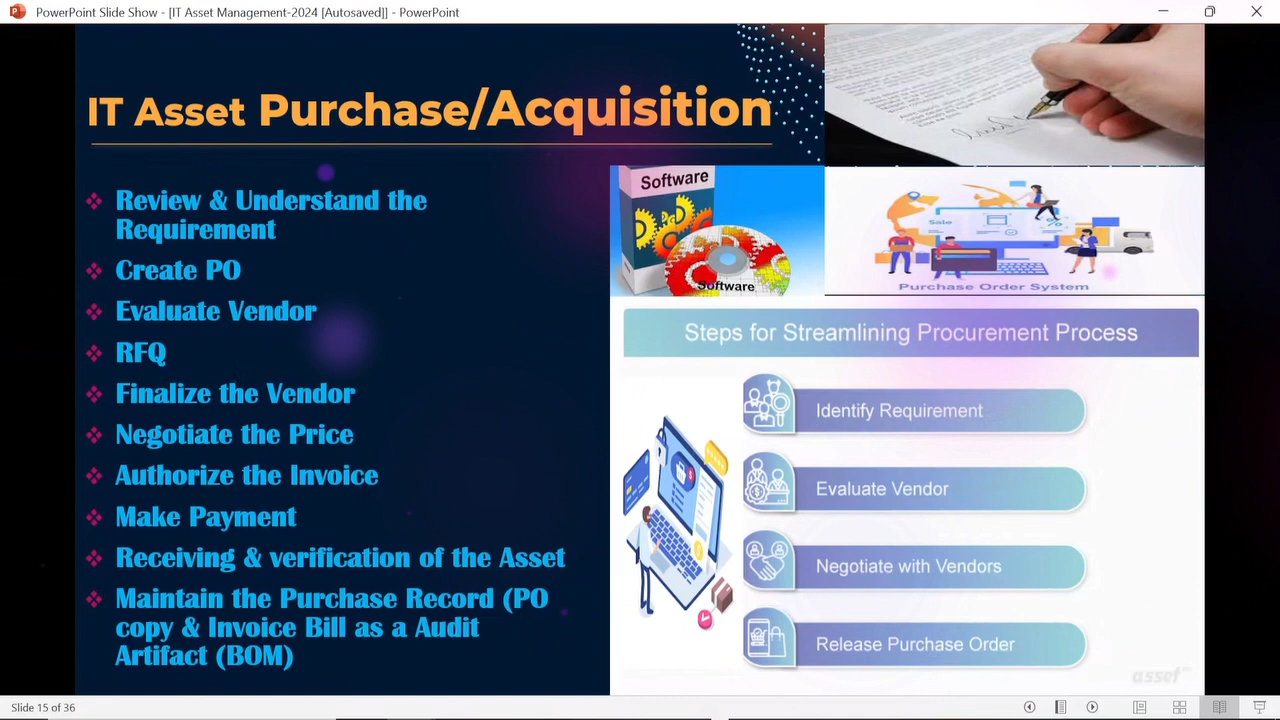 PowerPoint Slide Show - [IT Asset Management-2024 [Autosaved]] - PowerPoint
IT Asset Purchase/Acquisition
Review & Understand the
Requirement
Create PO
Evaluate Vendor
RFQ
Finalize the Vendor
Negotiate the Price
Authorize the Invoice
Make Payment
Receiving & verification of the Asset
Maintain the Purchase Record (PO
copy & Invoice Bill as a Audit
Artifact (BOM)
Software
Software
Sale
Purchase Order System
Steps for Streamlining Procurement Process
Identify Requirement
Evaluate Vendor
Negotiate with Vendors
Release Purchase Order
asset
Slide 15 of 36